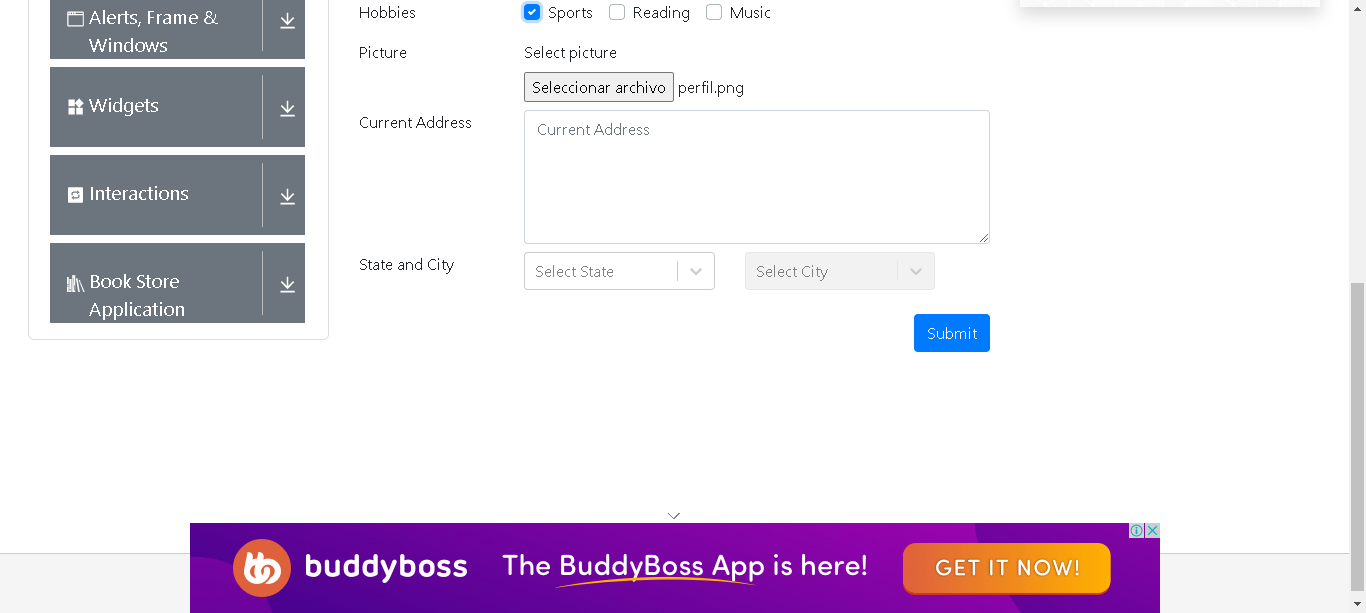 Alerts, Frame &
Windows
Widgets
Interactions
Book Store
Application
Hobbies
Sports Reading Music
Picture
Select picture
Seleccionar archivo perfil.png
Current Address
Current Address
State and City
Select State Select City
Submit
buddyboss The BuddyBoss App is here! GET IT NOW!